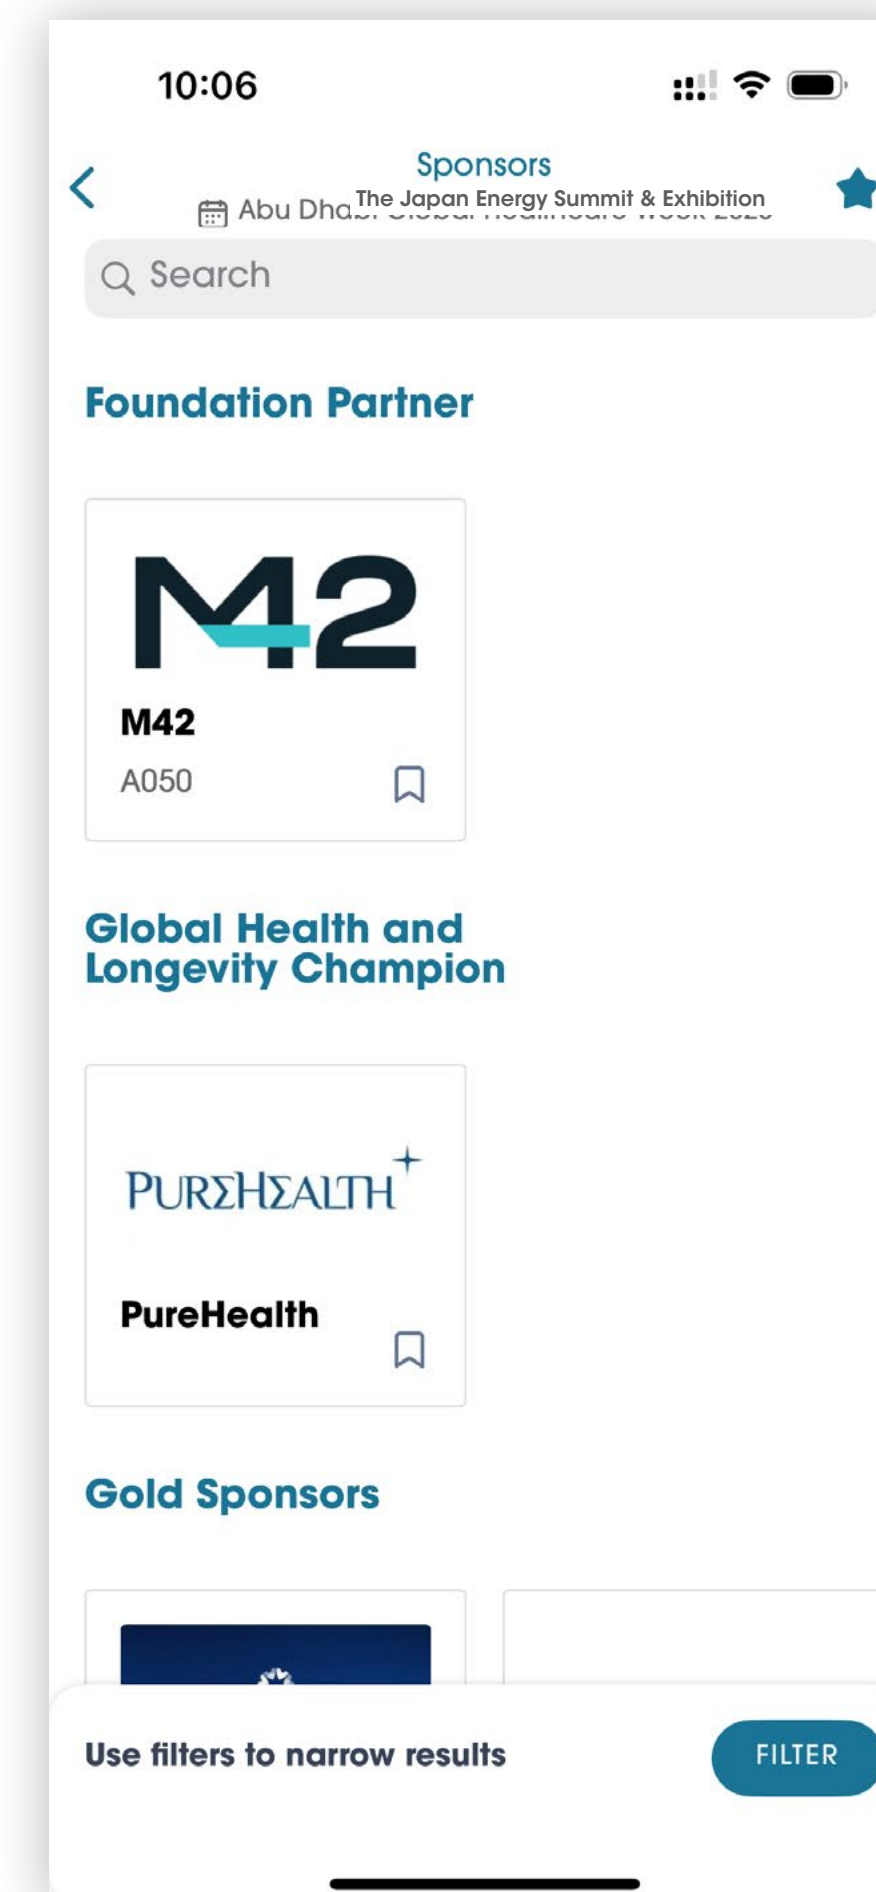 10:06
Sponsors
The Japan Energy Summit & Exhibition
Abu Dha
Search
Foundation Partner
M42
M42
A050
Global Health and
Longevity Champion
PURΣHΣALTH
PureHealth
Gold Sponsors
Use filters to narrow results
FILTER